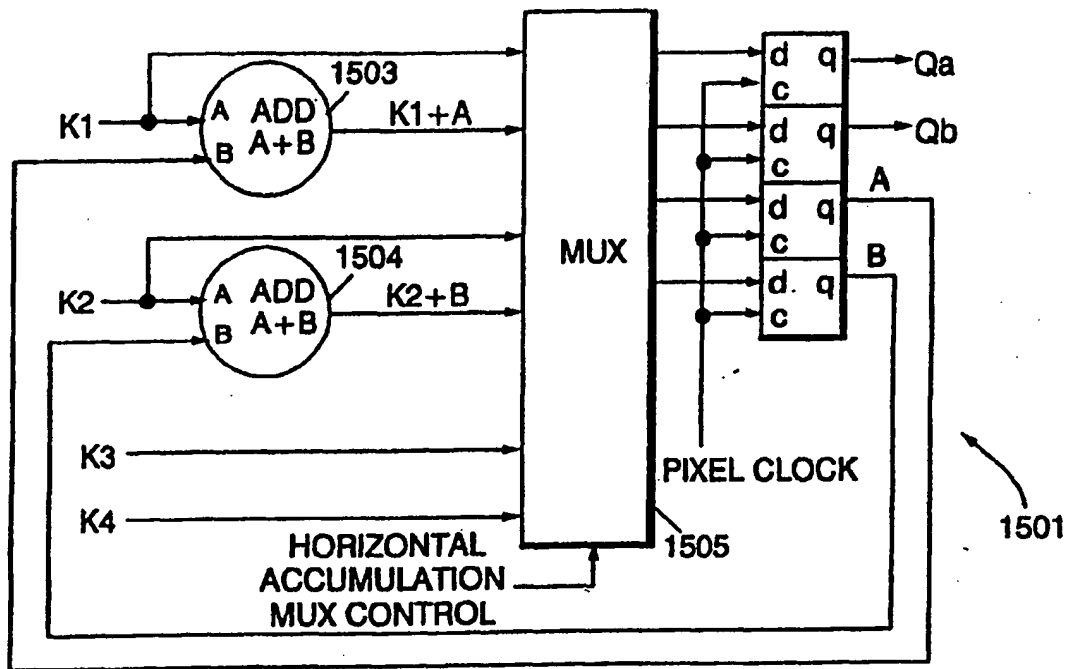 1503
K1
A ADD
B A+B
K1+A
1504
K2
A ADD
B A+B
K2+B
K3
K4
HORIZONTAL
ACCUMULATION
MUX CONTROL
MUX
1505
d q
c
d q
c
d q
c
d q
c
Qa
Qb
A
B
PIXEL CLOCK
1501